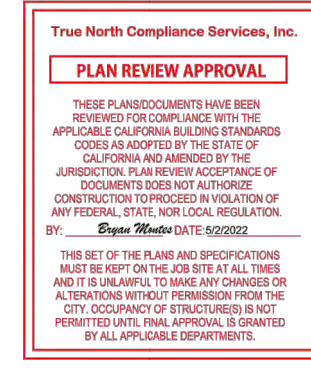 True North Compliance Services, Inc.
PLAN REVIEW APPROVAL
THESE PLANS/DOCUMENTS HAVE BEEN
REVIEWED FOR COMPLIANCE WITH THE
APPLICABLE CALIFORNIA BUILDING STANDARDS
CODES AS ADOPTED BY THE STATE OF
CALIFORNIA AND AMENDED BY THE
JURISDICTION. PLAN REVIEW ACCEPTANCE OF
DOCUMENTS DOES NOT AUTHORIZE
CONSTRUCTION TO PROCEED IN VIOLATION OF
ANY FEDERAL, STATE, NOR LOCAL REGULATION.
BY: Bryan Montes DATE:5/2/2022
THIS SET OF THE PLANS AND SPECIFICATIONS
MUST BE KEPT ON THE JOB SITE AT ALL TIMES
AND IT IS UNLAWFUL TO MAKE ANY CHANGES OR
ALTERATIONS WITHOUT PERMISSION FROM THE
CITY. OCCUPANCY OF STRUCTURE(S) IS NOT
PERMITTED UNTIL FINAL APPROVAL IS GRANTED
BY ALL APPLICABLE DEPARTMENTS.